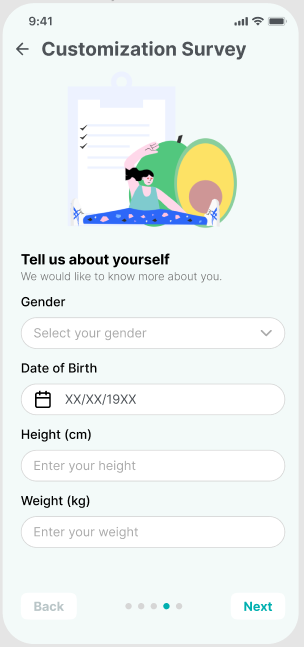 9:41
Customization Survey
Tell us about yourself
We would like to know more about you.
Gender
Select your gender
Date of Birth
XX/XX/19XX
Height (cm)
Enter your height
Weight (kg)
Enter your weight
Back
Next